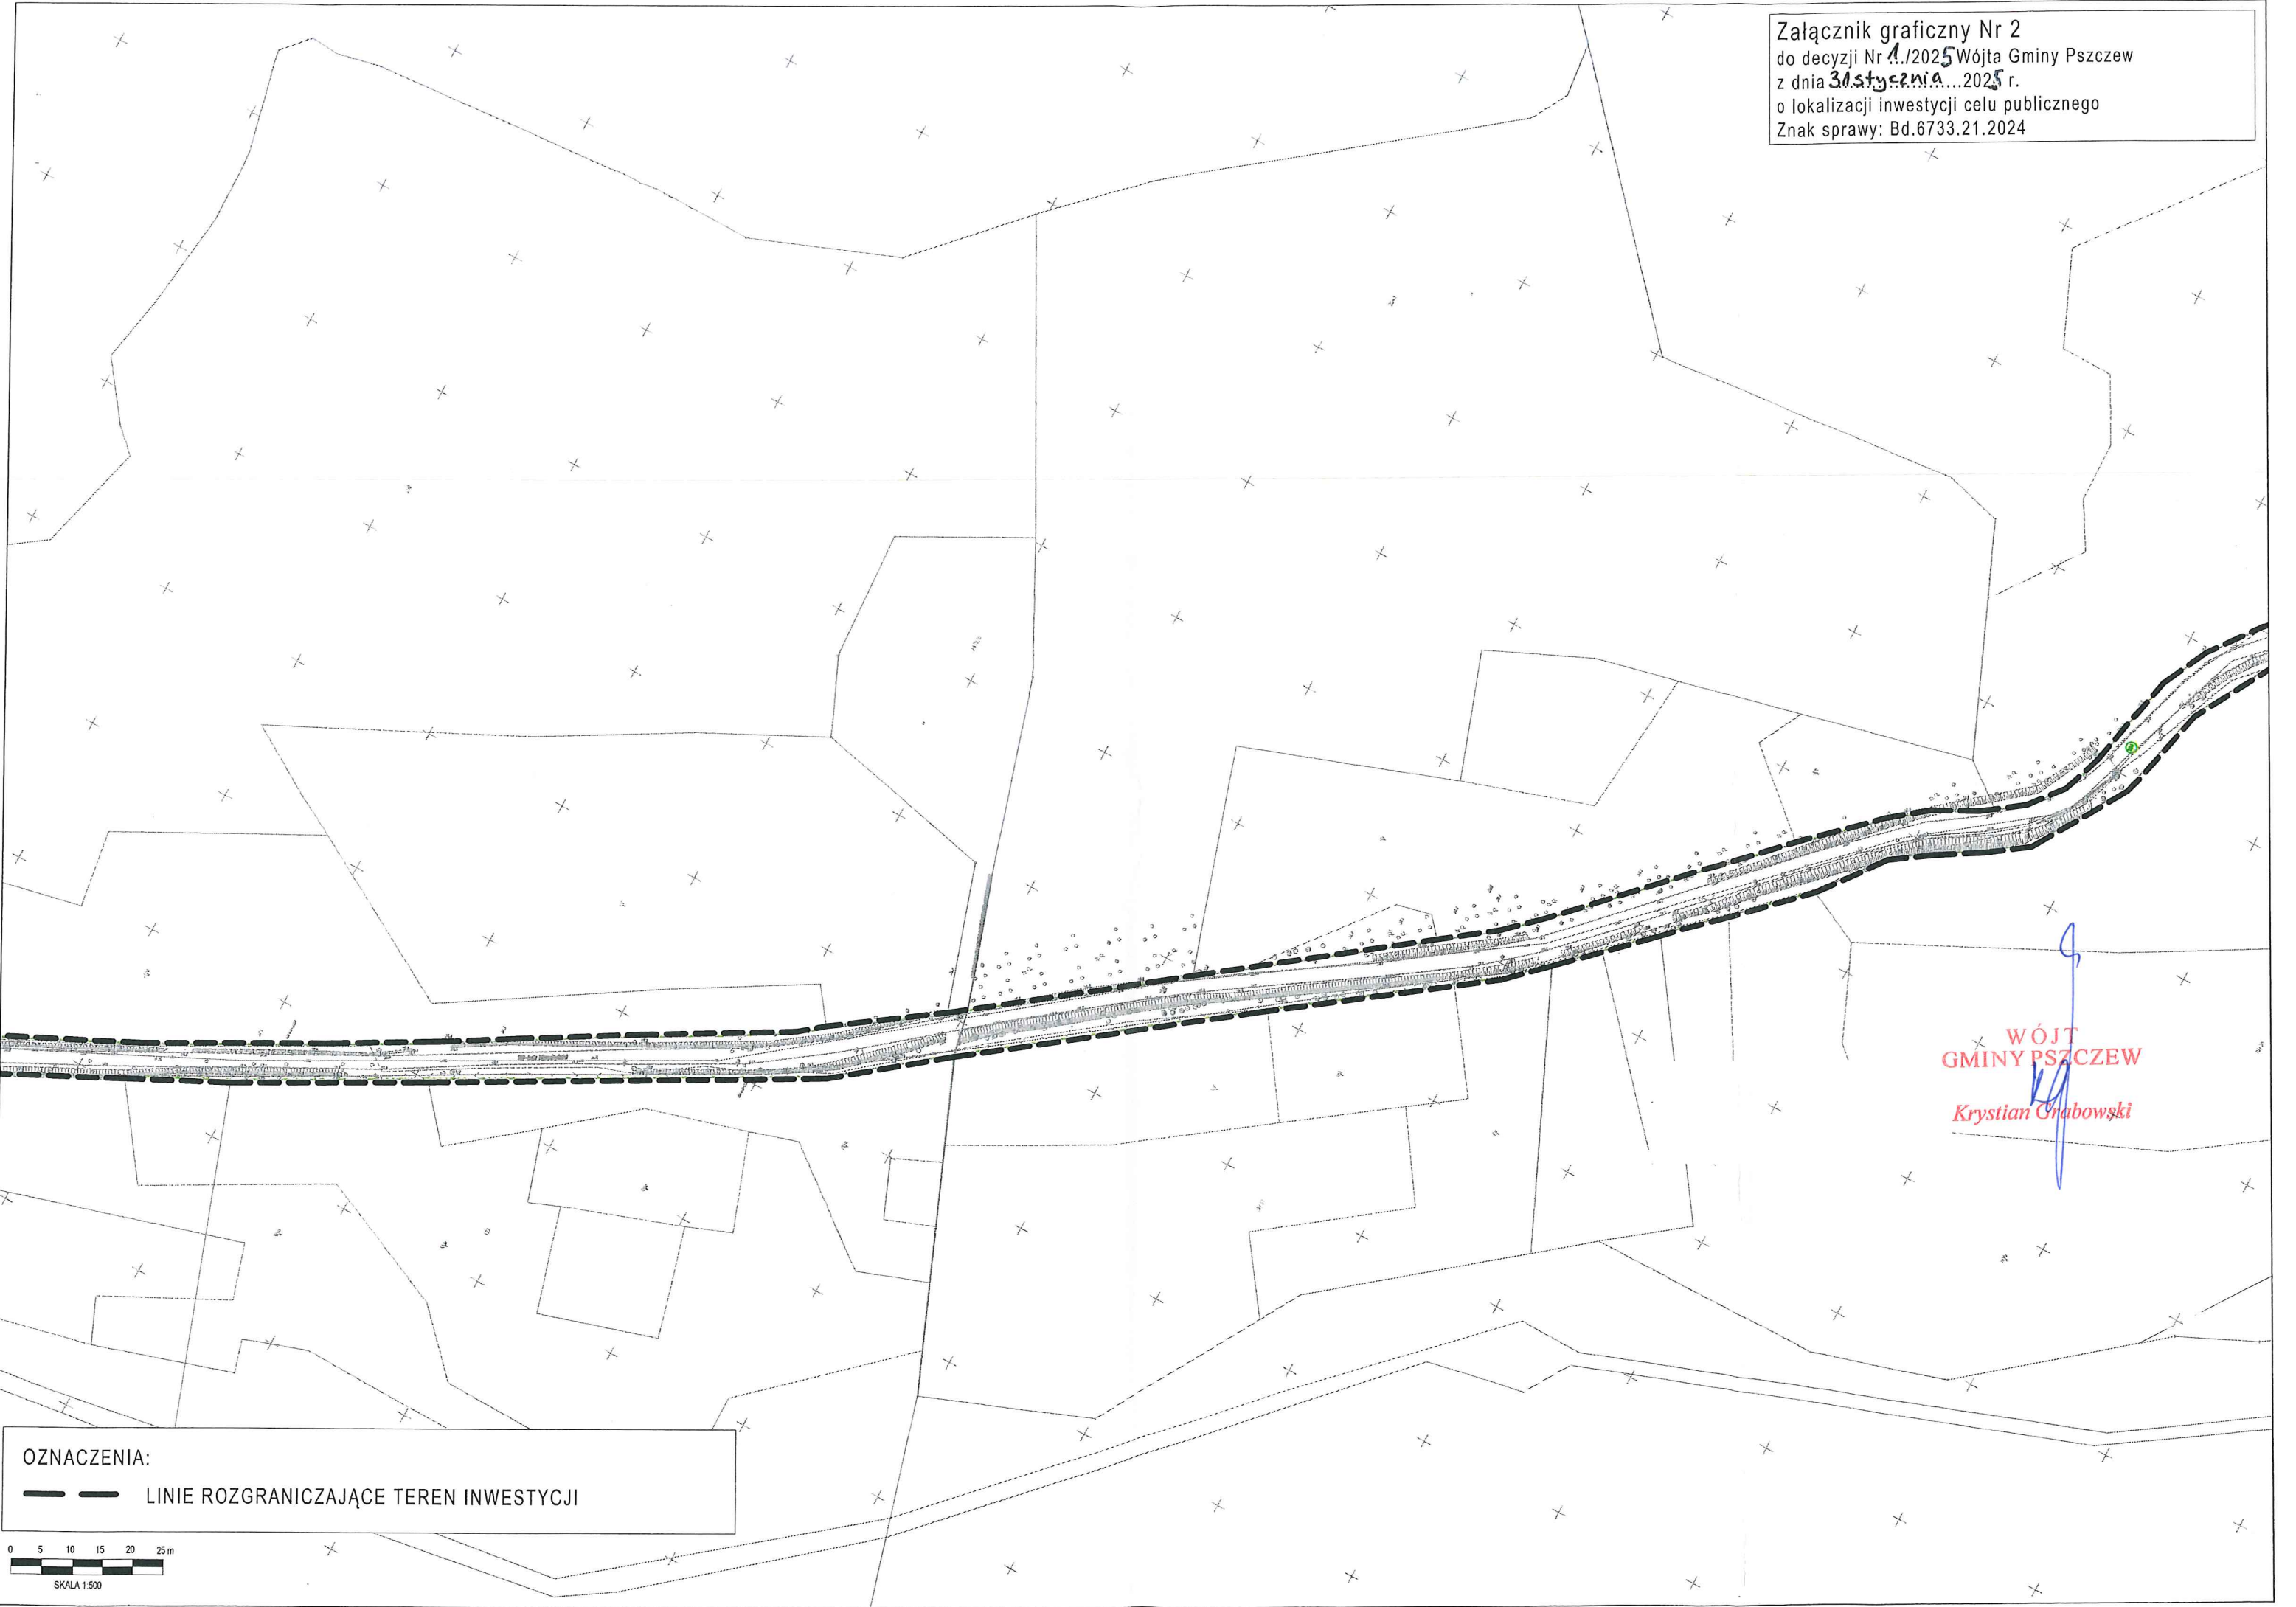 Załącznik graficzny Nr 2
do decyzji Nr 1./2025 Wójta Gminy Pszczew
z dnia 31 stycznia...2025 r.
o lokalizacji inwestycji celu publicznego
Znak sprawy: Bd.6733.21.2024
WÓJT
GMINY PSZCZEW
Krystian Grabowski
OZNACZENIA:
LINIE ROZGRANICZAJĄCE TEREN INWESTYCJI
0 5 10 15 20 25 m
SKALA 1:500